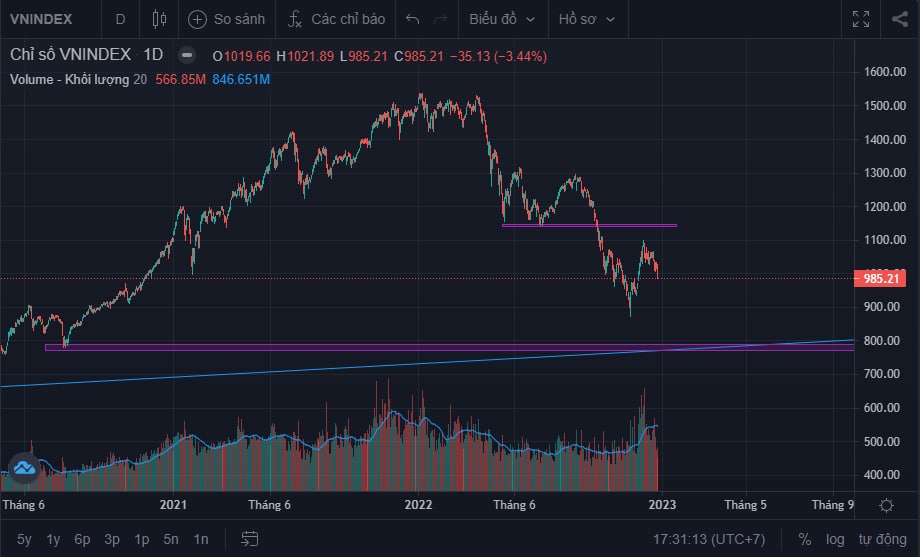 VNINDEX D So sánh Các chỉ báo Biểu đồ Hồ sơ
Chỉ số VNINDEX · 1D O1019.66 H1021.89 L985.21 C985.21 −35.13 (−3.44%)
Volume - Khối lượng 20 566.85M 846.651M
1600.00
1500.00
1400.00
1300.00
1200.00
1100.00
985.21
900.00
800.00
700.00
600.00
500.00
400.00
Tháng 6 2021 Tháng 6 2022 Tháng 6 2023 Tháng 5 Tháng 9
5y 1y 6p 3p 1p 5n 1n 17:31:13 (UTC+7) % log tự động